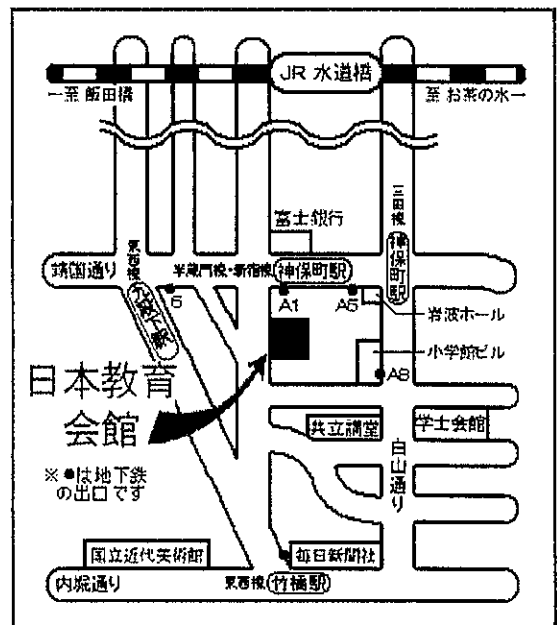 JR 水道橋
←至 飯田橋
至 お茶の水→
三田線
富士銀行
東西線
靖国通り
半蔵門線・新宿線
神保町駅
神保町駅
九段下駅
6
A1
A5
岩波ホール
小学館ビル
A8
日本教育
会館
共立講堂
学士会館
※●は地下鉄
の出口です
白山通り
国立近代美術館
毎日新聞社
内堀通り
東西線
竹橋駅